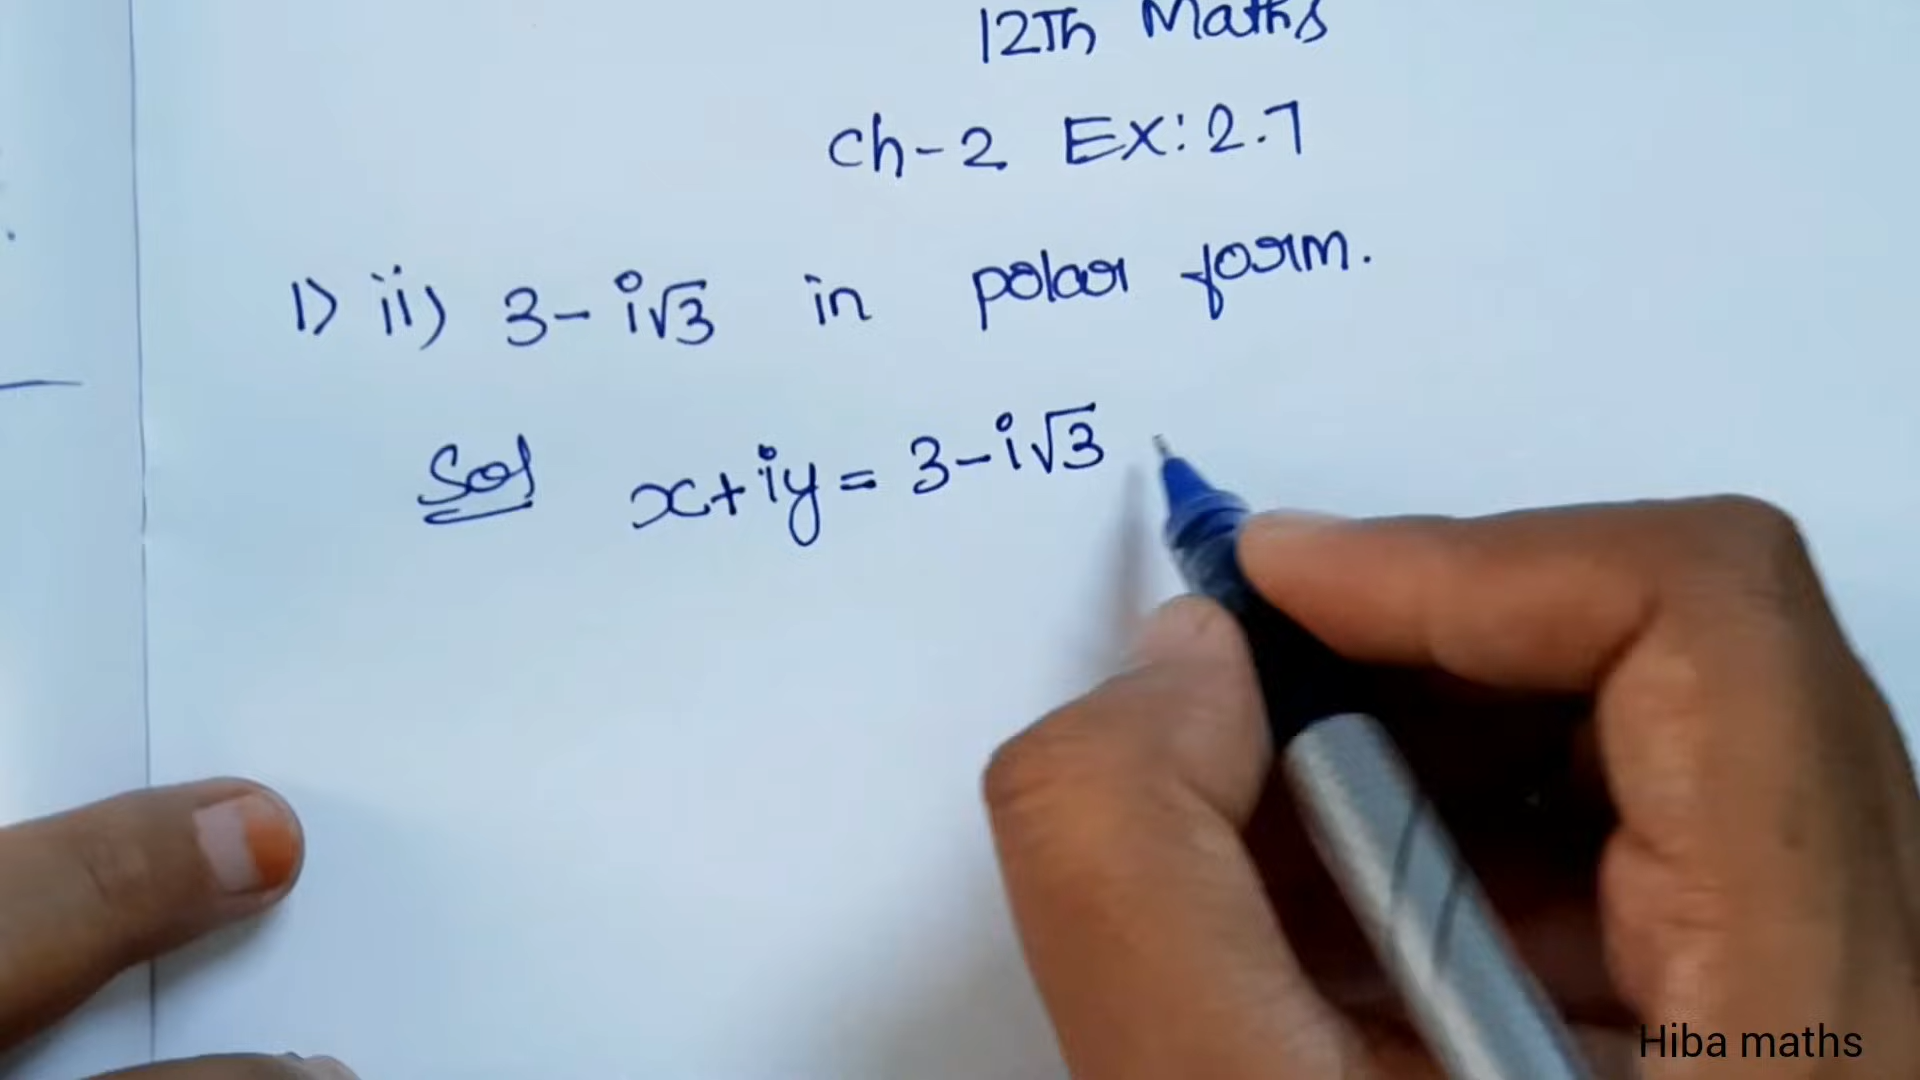 12Th Maths
Ch-2 Ex: 2.7
1) ii) 3-i√3 in polar form.
Sol x+iy = 3-i√3
Hiba maths